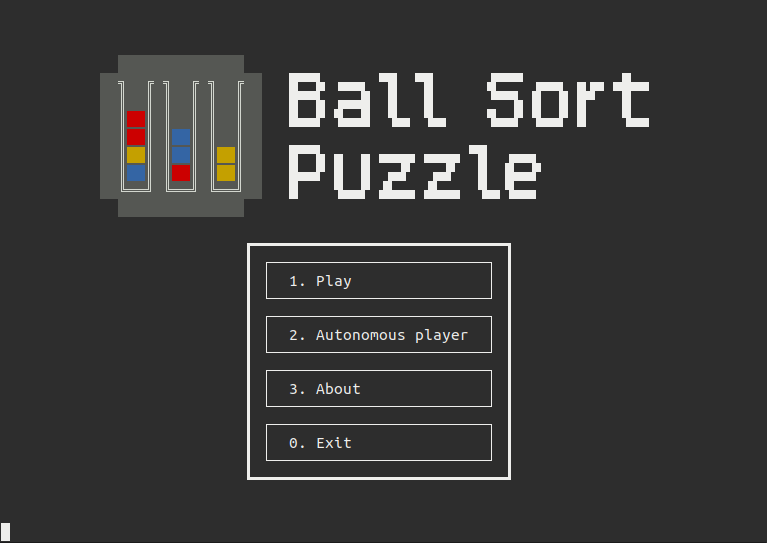 Ball Sort
Puzzle
1. Play
2. Autonomous player
3. About
0. Exit